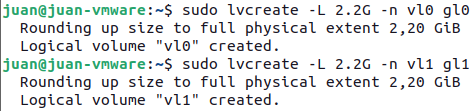 juan@juan-vmware:~$ sudo lvcreate -L 2.2G -n vl0 gl0
  Rounding up size to full physical extent 2,20 GiB
  Logical volume "vl0" created.
juan@juan-vmware:~$ sudo lvcreate -L 2.2G -n vl1 gl1
  Rounding up size to full physical extent 2,20 GiB
  Logical volume "vl1" created.